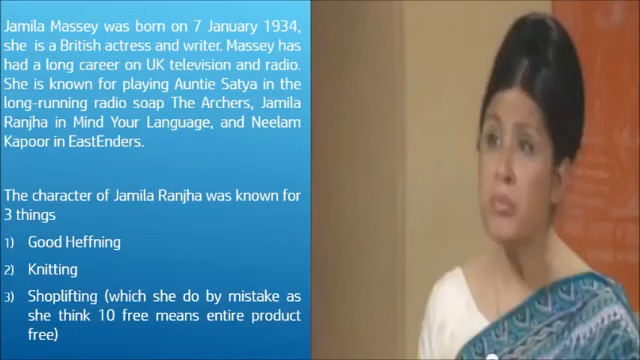 Jamila Massey was born on 7 January 1934,
she is a British actress and writer. Massey has
had a long career on UK television and radio.
She is known for playing Auntie Satya in the
long-running radio soap The Archers, Jamila
Ranjha in Mind Your Language, and Neelam
Kapoor in EastEnders.
The character of Jamila Ranjha was known for
3 things
1) Good Heffning
2) Knitting
3) Shoplifting (which she do by mistake as
she think 10 free means entire product
free)